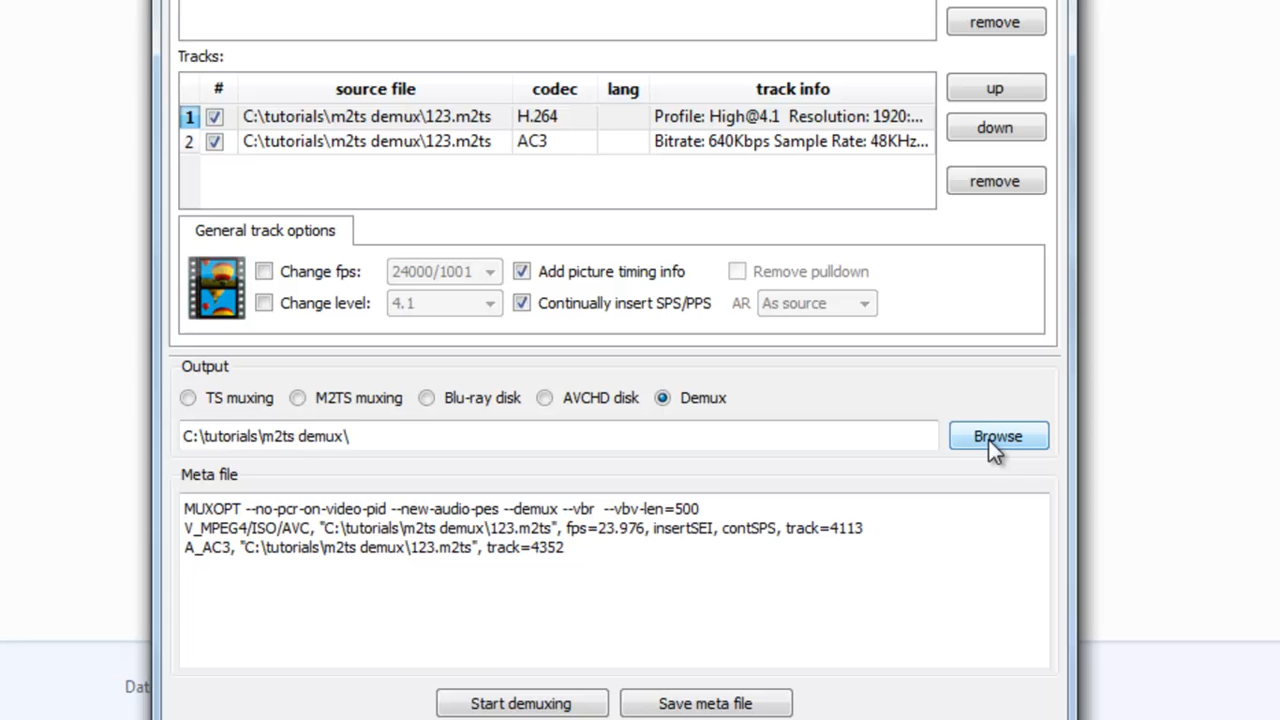 remove
Tracks:
# source file codec lang track info
1 C:\tutorials\m2ts demux\123.m2ts H.264 Profile: High@4.1 Resolution: 1920:...
2 C:\tutorials\m2ts demux\123.m2ts AC3 Bitrate: 640Kbps Sample Rate: 48KHz...
up
down
remove
General track options
Change fps: 24000/1001 Add picture timing info Remove pulldown
Change level: 4.1 Continually insert SPS/PPS AR As source
Output
TS muxing M2TS muxing Blu-ray disk AVCHD disk Demux
C:\tutorials\m2ts demux\ Browse
Meta file
MUXOPT --no-pcr-on-video-pid --new-audio-pes --demux --vbr --vbv-len=500
V_MPEG4/ISO/AVC, "C:\tutorials\m2ts demux\123.m2ts", fps=23.976, insertSEI, contSPS, track=4113
A_AC3, "C:\tutorials\m2ts demux\123.m2ts", track=4352
Start demuxing Save meta file